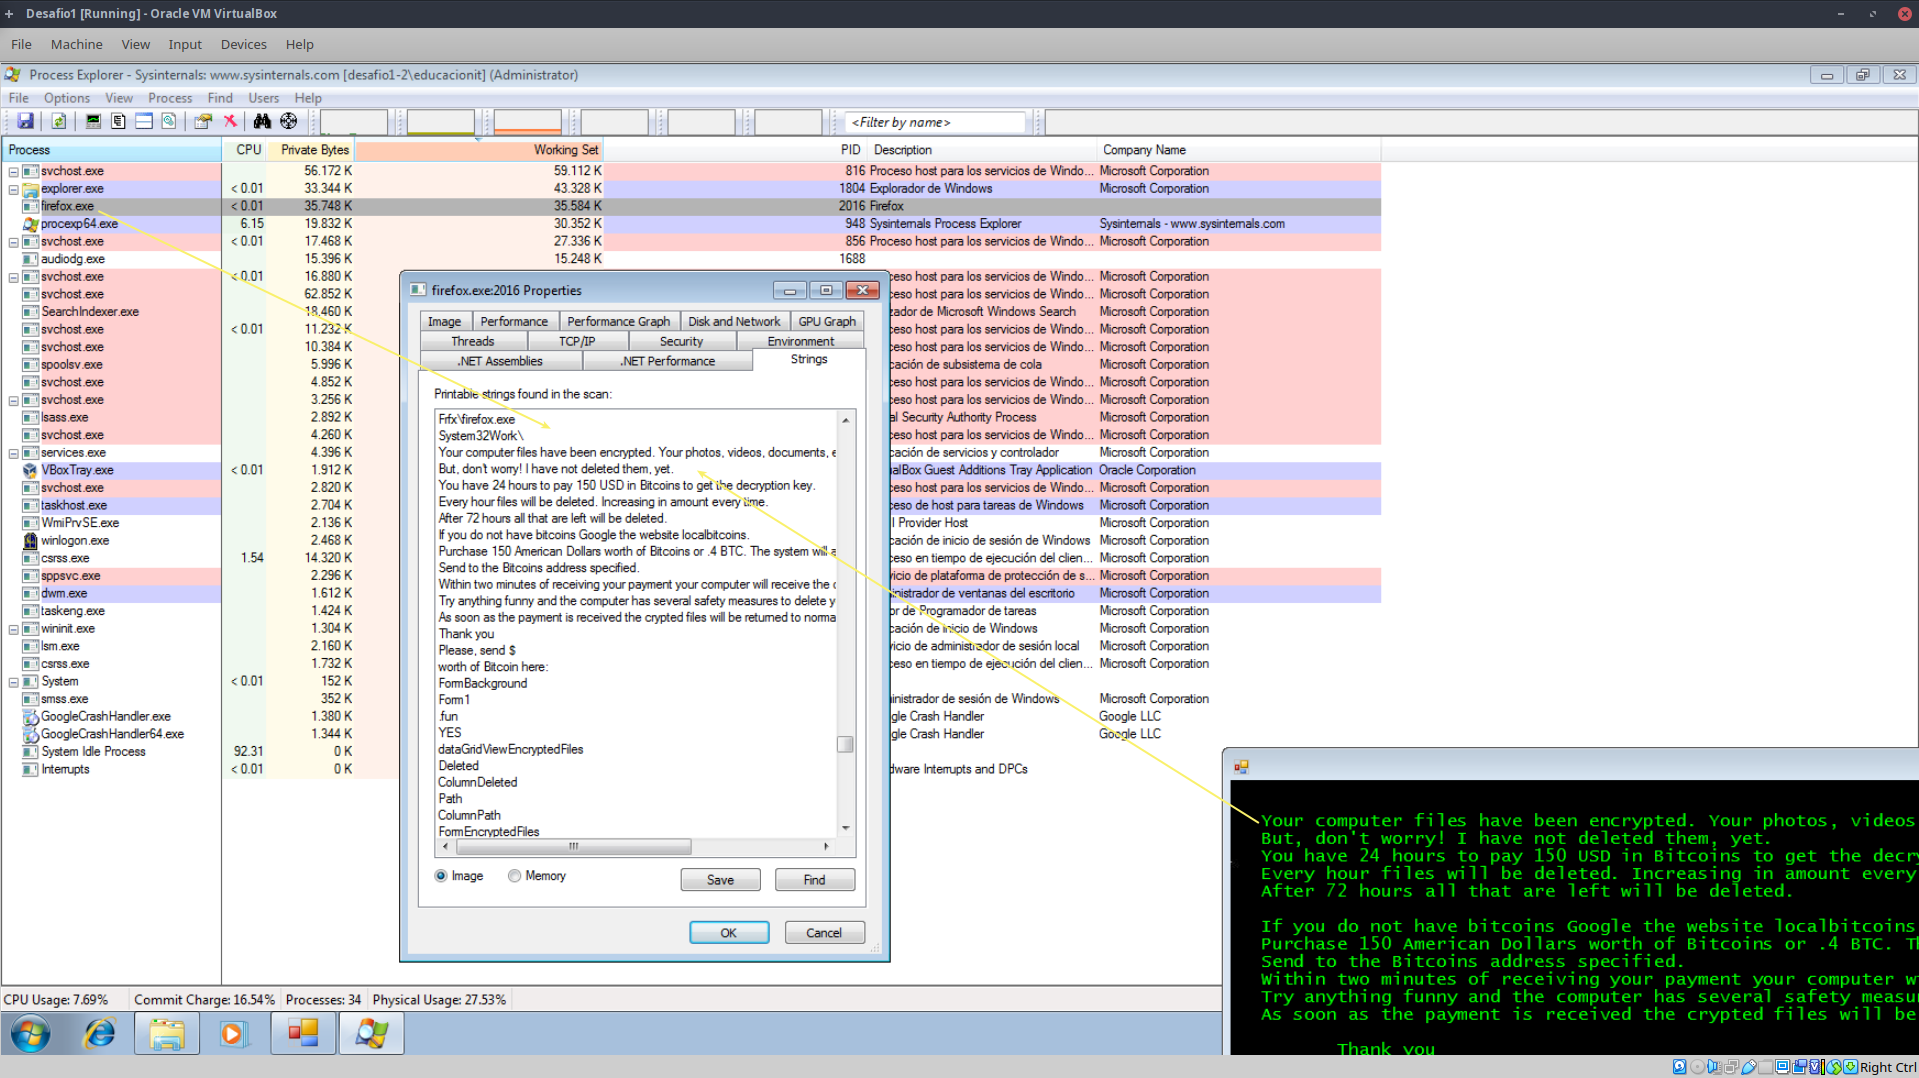 Desafio1 [Running] - Oracle VM VirtualBox
File Machine View Input Devices Help
Process Explorer - Sysinternals: www.sysinternals.com [desafio1-2\educacionit] (Administrator)
File Options View Process Find Users Help
<Filter by name>
Process CPU Private Bytes Working Set PID Description Company Name
svchost.exe 56.172 K 59.112 K 816 Proceso host para los servicios de Windo... Microsoft Corporation
explorer.exe < 0.01 33.344 K 43.328 K 1804 Explorador de Windows Microsoft Corporation
firefox.exe < 0.01 35.748 K 35.584 K 2016 Firefox
procexp64.exe 6.15 19.832 K 30.352 K 948 Sysinternals Process Explorer Sysinternals - www.sysinternals.com
svchost.exe < 0.01 17.468 K 27.336 K 856 Proceso host para los servicios de Windo... Microsoft Corporation
audiodg.exe 15.396 K 15.248 K 1688
svchost.exe < 0.01 16.880 K ceso host para los servicios de Windo... Microsoft Corporation
svchost.exe 62.852 K ceso host para los servicios de Windo... Microsoft Corporation
SearchIndexer.exe 18.460 K zador de Microsoft Windows Search Microsoft Corporation
svchost.exe < 0.01 11.232 K ceso host para los servicios de Windo... Microsoft Corporation
svchost.exe 10.384 K ceso host para los servicios de Windo... Microsoft Corporation
spoolsv.exe 5.996 K cación de subsistema de cola Microsoft Corporation
svchost.exe 4.852 K ceso host para los servicios de Windo... Microsoft Corporation
svchost.exe 3.256 K ceso host para los servicios de Windo... Microsoft Corporation
lsass.exe 2.892 K al Security Authority Process Microsoft Corporation
svchost.exe 4.260 K ceso host para los servicios de Windo... Microsoft Corporation
services.exe 4.396 K cación de servicios y controlador Microsoft Corporation
VBoxTray.exe < 0.01 1.912 K alBox Guest Additions Tray Application Oracle Corporation
svchost.exe 2.820 K ceso host para los servicios de Windo... Microsoft Corporation
taskhost.exe 2.704 K ceso de host para tareas de Windows Microsoft Corporation
WmiPrvSE.exe 2.136 K I Provider Host Microsoft Corporation
winlogon.exe 2.468 K cación de inicio de sesión de Windows Microsoft Corporation
csrss.exe 1.54 14.320 K ceso en tiempo de ejecución del clien... Microsoft Corporation
sppsvc.exe 2.296 K vicio de plataforma de protección de s... Microsoft Corporation
dwm.exe 1.612 K ministrador de ventanas del escritorio Microsoft Corporation
taskeng.exe 1.424 K or de Programador de tareas Microsoft Corporation
wininit.exe 1.304 K cación de inicio de Windows Microsoft Corporation
lsm.exe 2.160 K vicio de administrador de sesión local Microsoft Corporation
csrss.exe 1.732 K ceso en tiempo de ejecución del clien... Microsoft Corporation
System < 0.01 152 K
smss.exe 352 K ministrador de sesión de Windows Microsoft Corporation
GoogleCrashHandler.exe 1.380 K gle Crash Handler Google LLC
GoogleCrashHandler64.exe 1.344 K gle Crash Handler Google LLC
System Idle Process 92.31 0 K
Interrupts < 0.01 0 K dware Interrupts and DPCs
firefox.exe:2016 Properties
Image Performance Performance Graph Disk and Network GPU Graph
Threads TCP/IP Security Environment
.NET Assemblies .NET Performance Strings
Printable strings found in the scan:
Frfx\firefox.exe
System32Work\
Your computer files have been encrypted. Your photos, videos, documents, e
But, don't worry! I have not deleted them, yet.
You have 24 hours to pay 150 USD in Bitcoins to get the decryption key.
Every hour files will be deleted. Increasing in amount every time.
After 72 hours all that are left will be deleted.
If you do not have bitcoins Google the website localbitcoins.
Purchase 150 American Dollars worth of Bitcoins or .4 BTC. The system will a
Send to the Bitcoins address specified.
Within two minutes of receiving your payment your computer will receive the d
Try anything funny and the computer has several safety measures to delete y
As soon as the payment is received the crypted files will be returned to norma
Thank you
Please, send $
worth of Bitcoin here:
FormBackground
Form1
.fun
YES
dataGridViewEncryptedFiles
Deleted
ColumnDeleted
Path
ColumnPath
FormEncryptedFiles
Image Memory Save Find
OK Cancel
Your computer files have been encrypted. Your photos, videos
But, don't worry! I have not deleted them, yet.
You have 24 hours to pay 150 USD in Bitcoins to get the decry
Every hour files will be deleted. Increasing in amount every
After 72 hours all that are left will be deleted.
If you do not have bitcoins Google the website localbitcoins
Purchase 150 American Dollars worth of Bitcoins or .4 BTC. Th
Send to the Bitcoins address specified.
Within two minutes of receiving your payment your computer w
Try anything funny and the computer has several safety measu
As soon as the payment is received the crypted files will be
Thank you
CPU Usage: 7.69% Commit Charge: 16.54% Processes: 34 Physical Usage: 27.53%
Right Ctrl